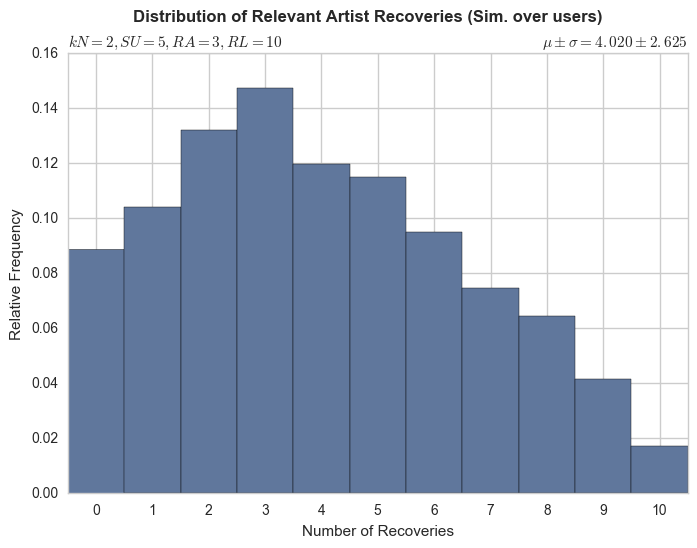 Distribution of Relevant Artist Recoveries (Sim. over users)
kN = 2, SU = 5, RA = 3, RL = 10
μ ± σ = 4.020 ± 2.625
0.16
0.14
0.12
0.10
0.08
0.06
0.04
0.02
0.00
Relative Frequency
0 1 2 3 4 5 6 7 8 9 10
Number of Recoveries